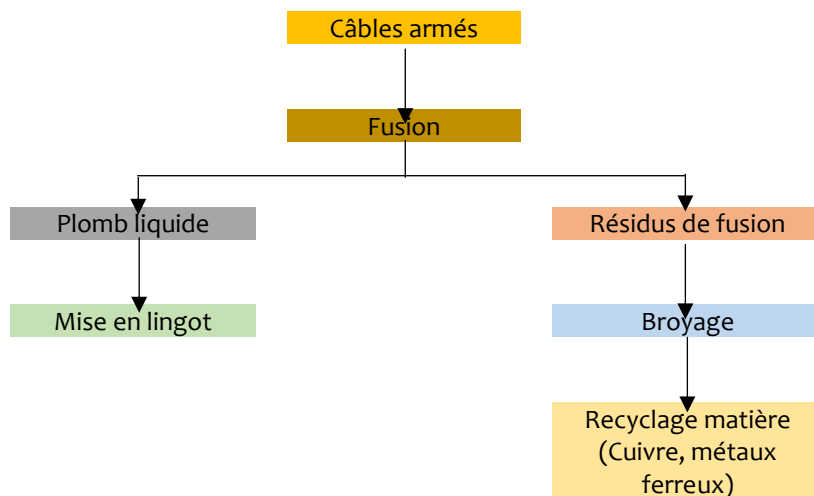 Câbles armés
Fusion
Plomb liquide
Résidus de fusion
Mise en lingot
Broyage
Recyclage matière
(Cuivre, métaux
ferreux)